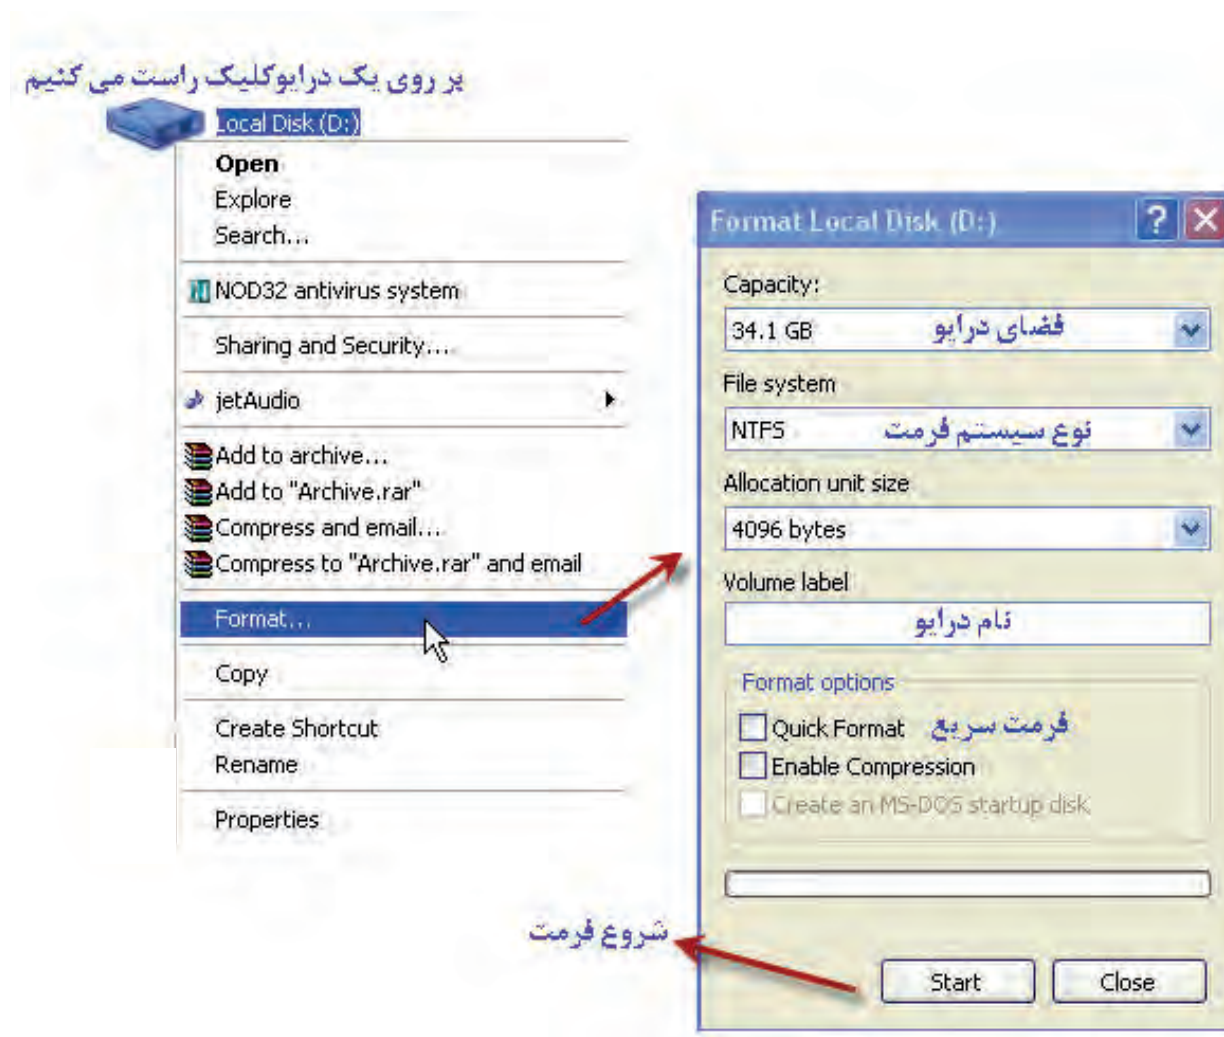 بر روی یک درایوکلیک راست می کنیم
Local Disk (D:)
Open
Explore
Search...
NOD32 antivirus system
Sharing and Security....
jetAudio
Add to archive...
Add to "Archive.rar"
Compress and email...
Compress to "Archive.rar" and email
Format...
Copy
Create Shortcut
Rename
Properties
Format Local Disk (D:)
Capacity:
34.1 GB فضای درایو
File system
NTFS نوع سیستم فرمت
Allocation unit size
4096 bytes
Volume label
نام درایو
Format options
Quick Format فرمت سریع
Enable Compression
Create an MS-DOS startup disk
شروع فرمت
Start Close